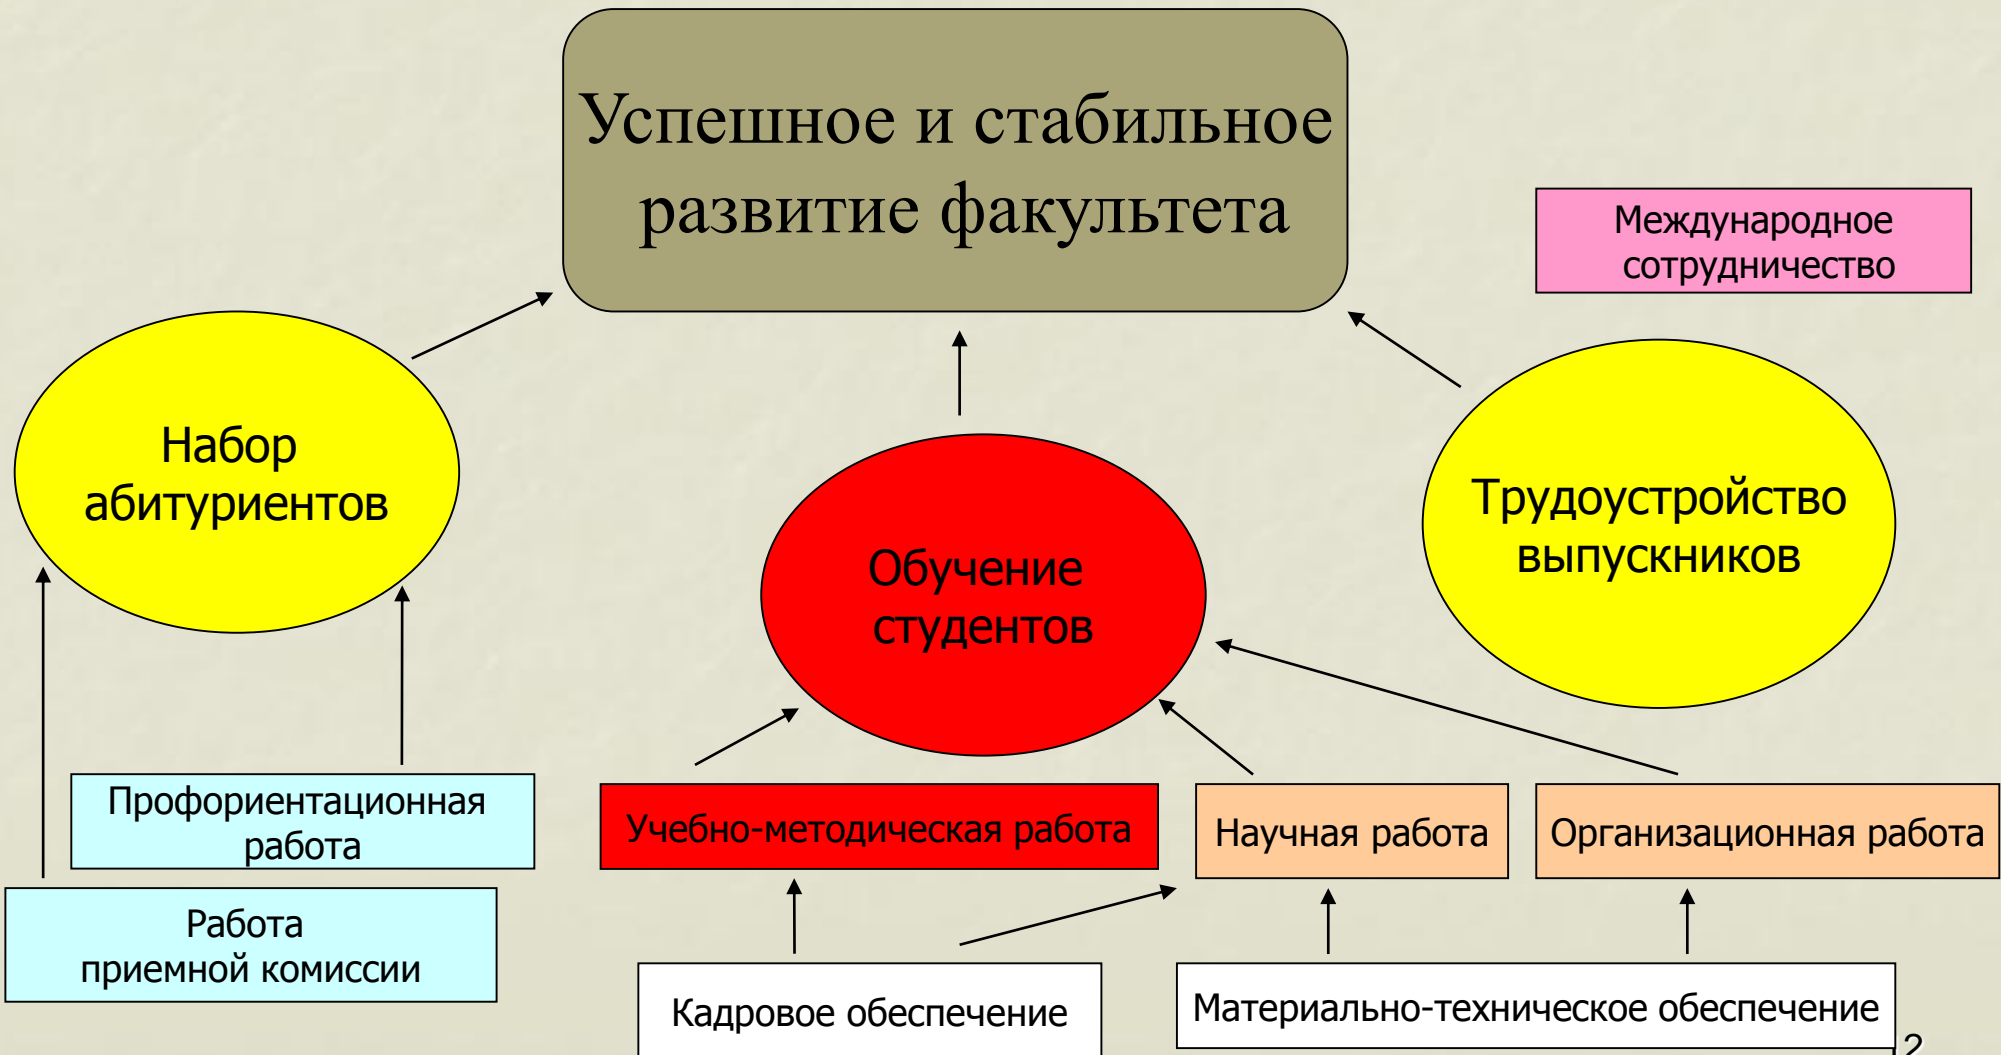 Успешное и стабильное
развитие факультета
Международное
сотрудничество
Набор
абитуриентов
Трудоустройство
выпускников
Обучение
студентов
Профориентационная
работа
Учебно-методическая работа
Научная работа
Организационная работа
Работа
приемной комиссии
Кадровое обеспечение
Материально-техническое обеспечение